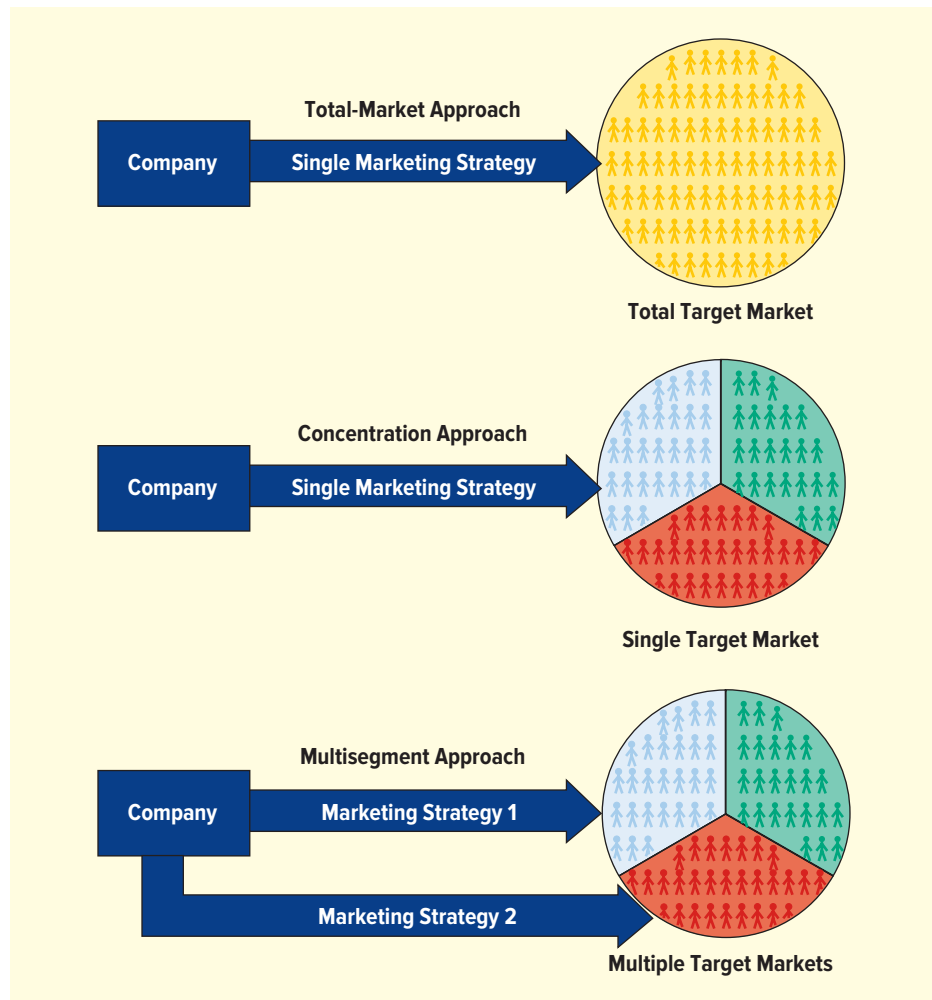 Total-Market Approach
Company
Single Marketing Strategy
Total Target Market
Concentration Approach
Company
Single Marketing Strategy
Single Target Market
Multisegment Approach
Company
Marketing Strategy 1
Marketing Strategy 2
Multiple Target Markets